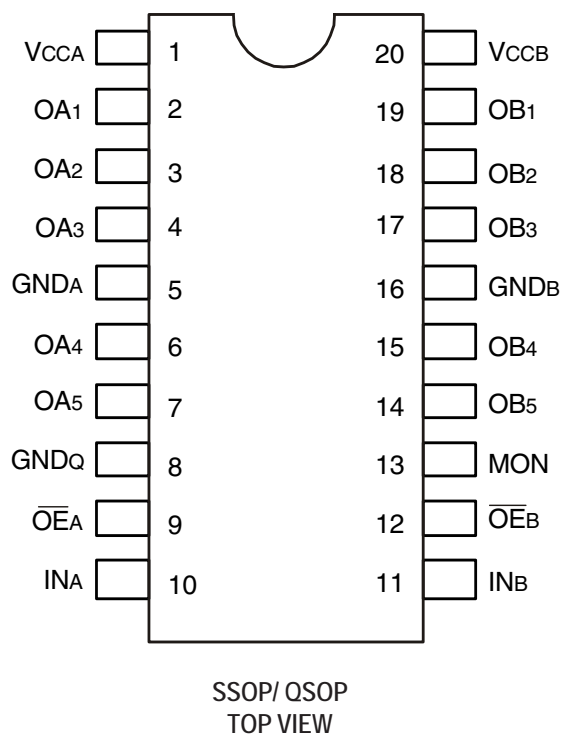 VCCA 1 20 VCCB
OA1 2 19 OB1
OA2 3 18 OB2
OA3 4 17 OB3
GNDA 5 16 GNDB
OA4 6 15 OB4
OA5 7 14 OB5
GNDQ 8 13 MON
O̅E̅A 9 12 O̅E̅B
INA 10 11 INB
SSOP/ QSOP
TOP VIEW